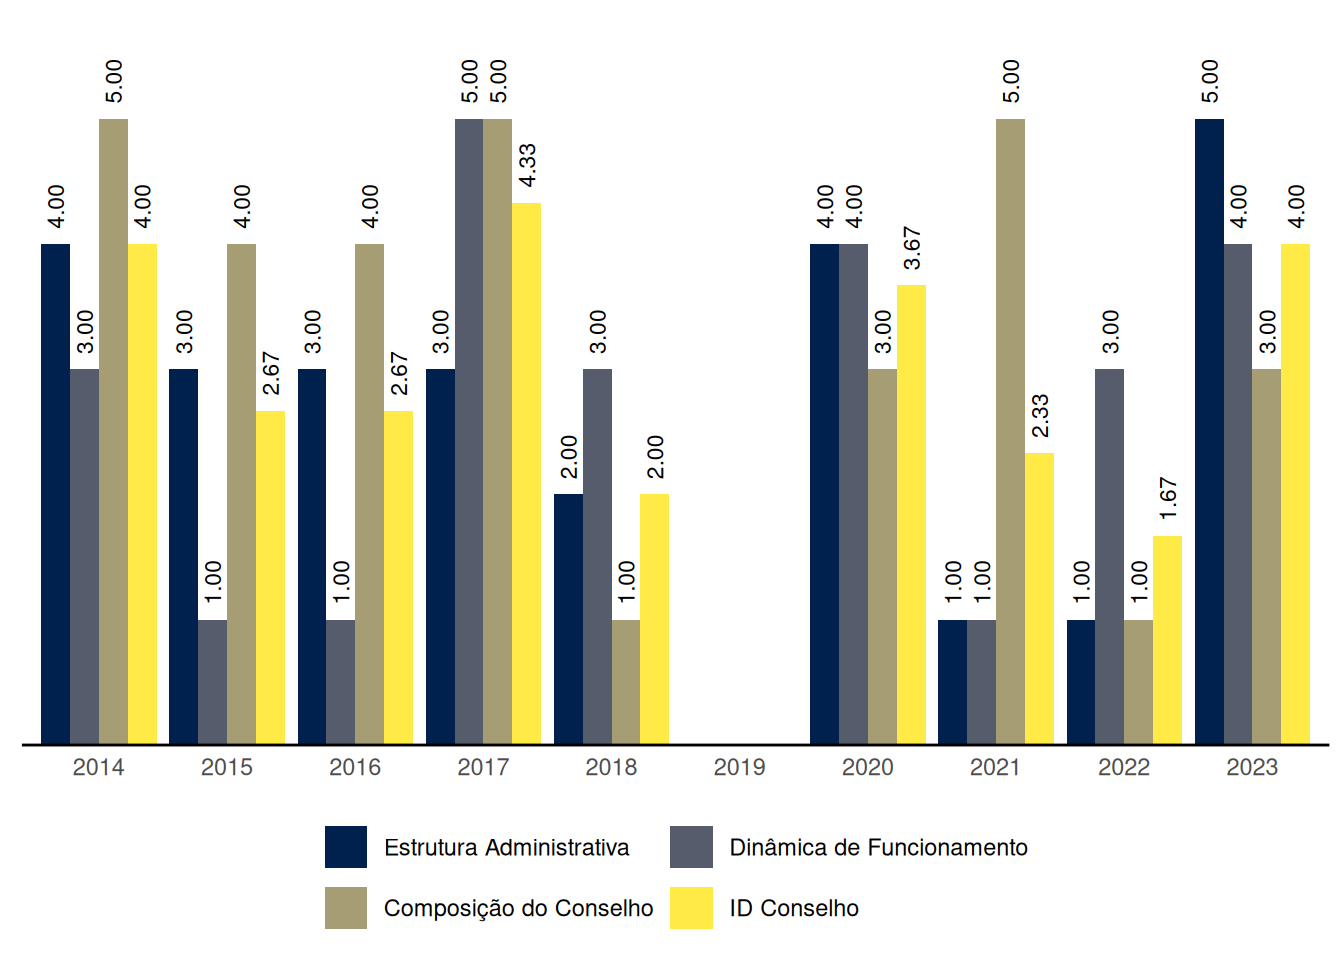 4.00 3.00 5.00 4.00
3.00 1.00 4.00 2.67
3.00 1.00 4.00 2.67
3.00 5.00 5.00 4.33
2.00 3.00 1.00 2.00
4.00 4.00 3.00 3.67
1.00 1.00 5.00 2.33
1.00 3.00 1.00 1.67
5.00 4.00 3.00 4.00
2014 2015 2016 2017 2018 2019 2020 2021 2022 2023
Estrutura Administrativa Dinâmica de Funcionamento
Composição do Conselho ID Conselho